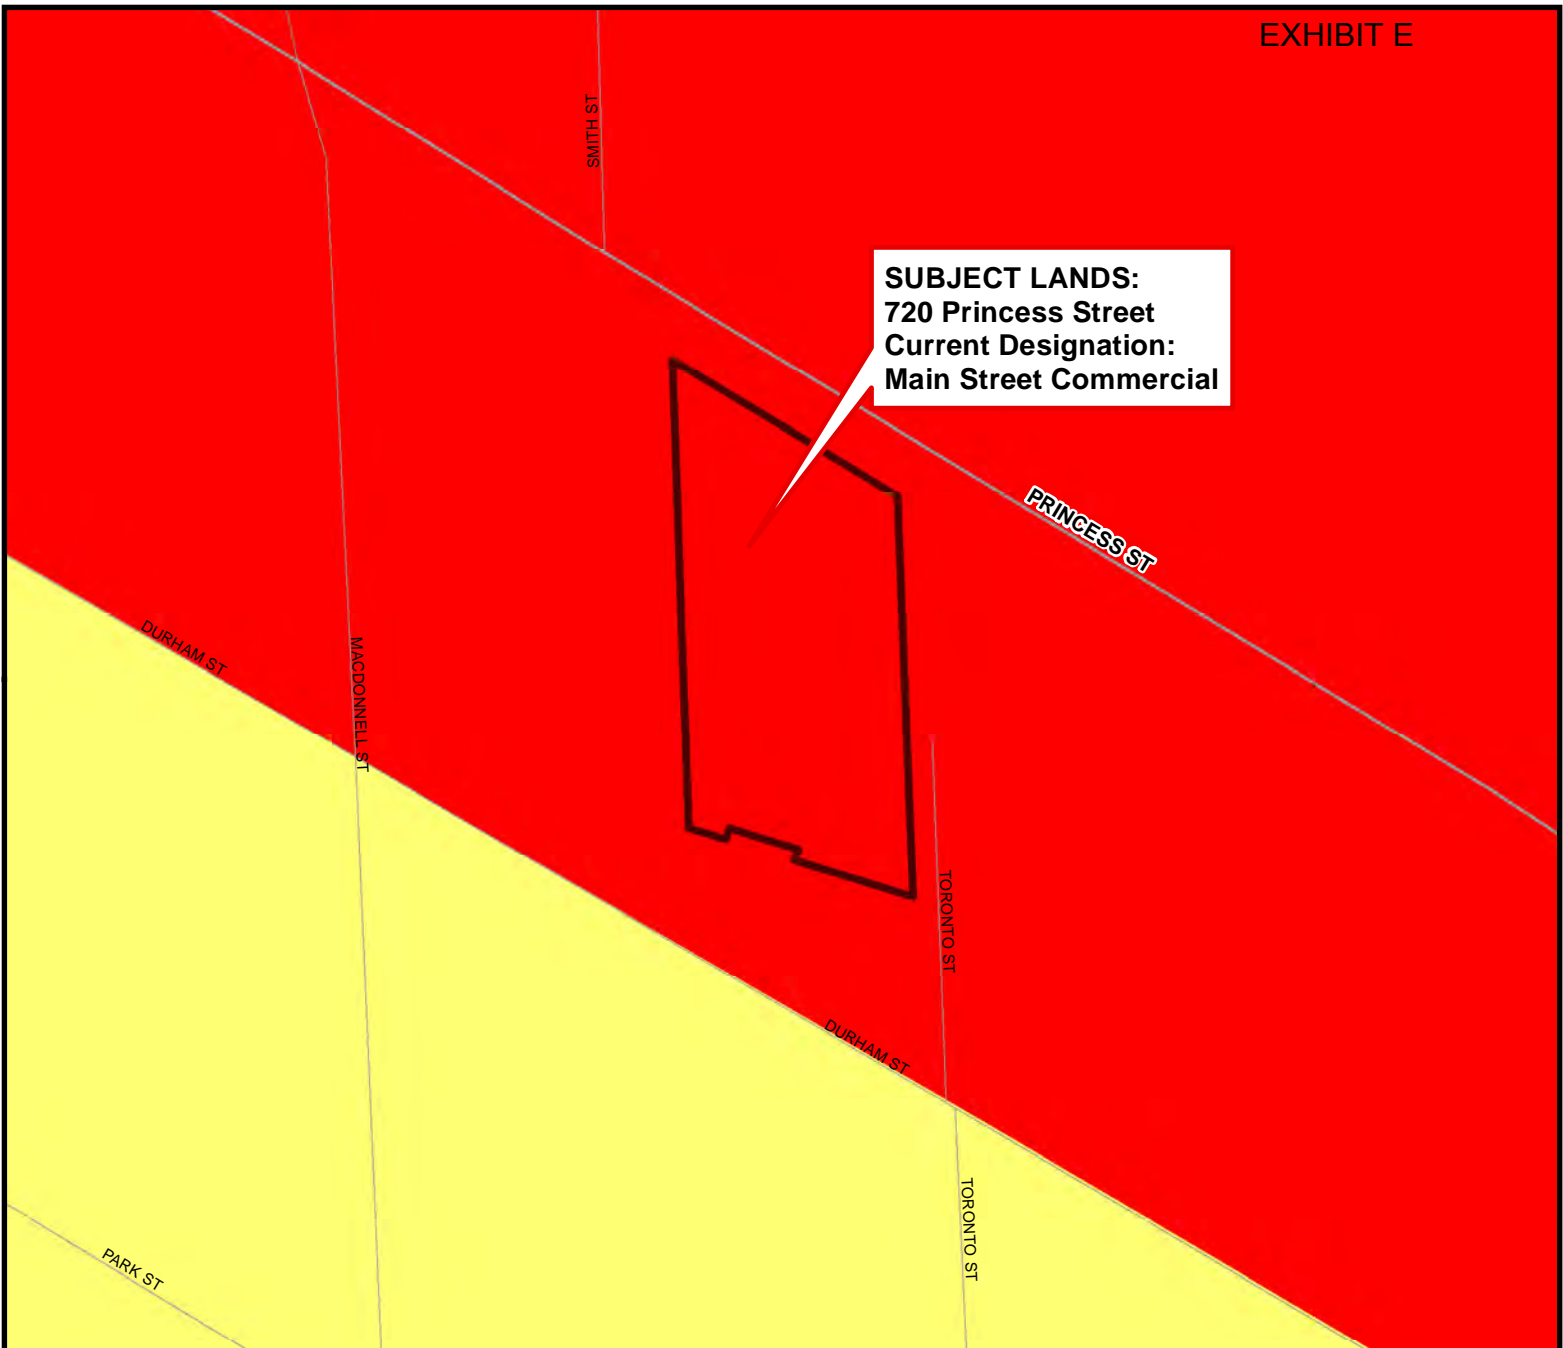 EXHIBIT E
SMITH ST
SUBJECT LANDS:
720 Princess Street
Current Designation:
Main Street Commercial
PRINCESS ST
DURHAM ST
MACDONNELL ST
TORONTO ST
DURHAM ST
TORONTO ST
PARK ST